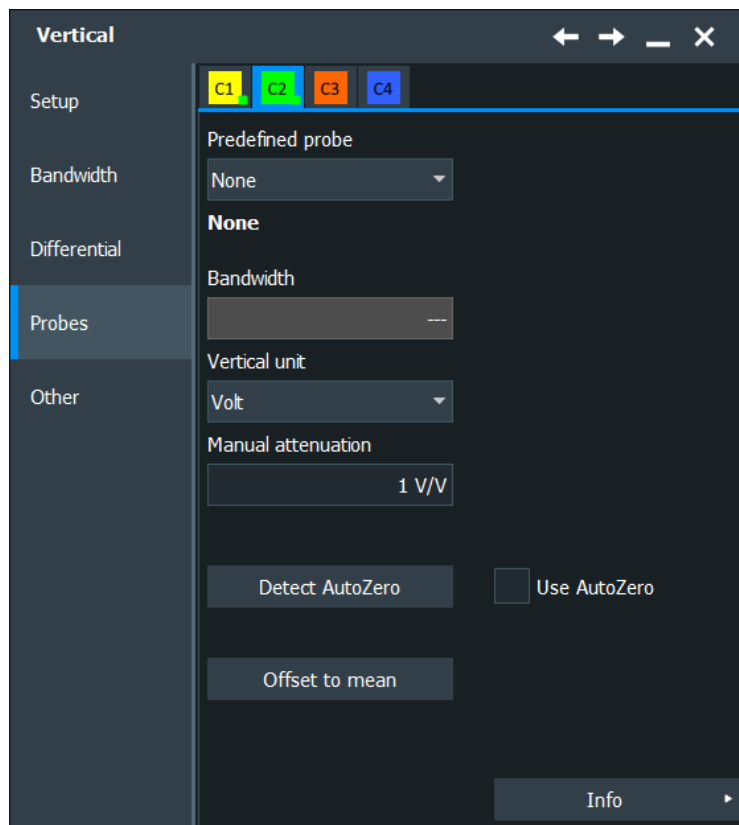 Vertical
Setup
Bandwidth
Differential
Probes
Other
C1 C2 C3 C4
Predefined probe
None
None
Bandwidth
---
Vertical unit
Volt
Manual attenuation
1 V/V
Detect AutoZero Use AutoZero
Offset to mean
Info